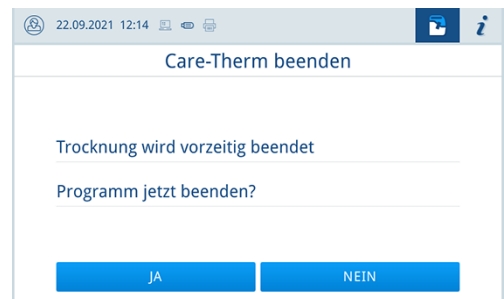 22.09.2021 12:14
i
Care-Therm beenden
Trocknung wird vorzeitig beendet
Programm jetzt beenden?
JA
NEIN